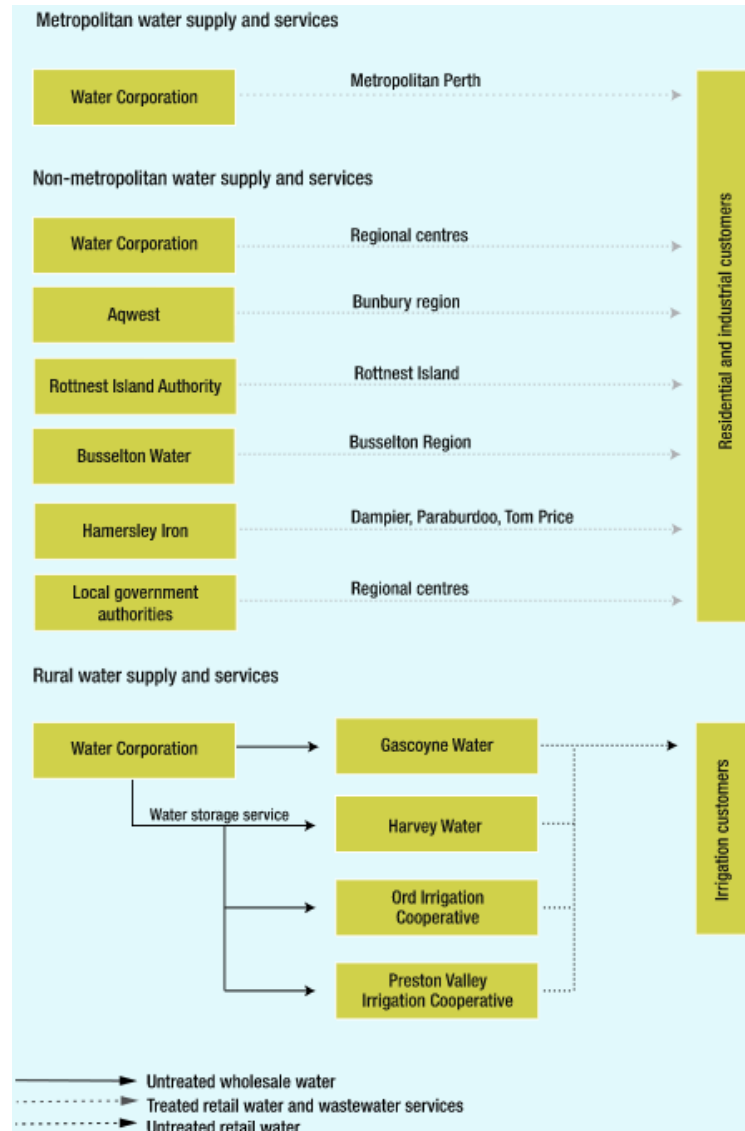 Metropolitan water supply and services
Water Corporation
Metropolitan Perth
Non-metropolitan water supply and services
Water Corporation
Regional centres
Aqwest
Bunbury region
Rottnest Island Authority
Rottnest Island
Busselton Water
Busselton Region
Hamersley Iron
Dampier, Paraburdoo, Tom Price
Local government
authorities
Regional centres
Residential and industrial customers
Rural water supply and services
Water Corporation
Gascoyne Water
Water storage service
Harvey Water
Ord Irrigation
Cooperative
Preston Valley
Irrigation Cooperative
Irrigation customers
Untreated wholesale water
Treated retail water and wastewater services
Untreated retail water